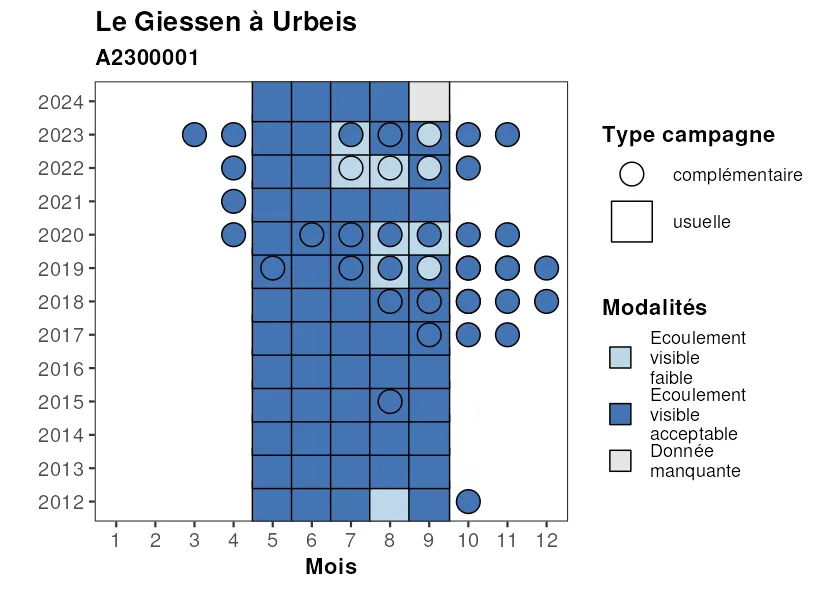 Le Giessen à Urbeis
A2300001
2024
2023
2022
2021
2020
2019
2018
2017
2016
2015
2014
2013
2012
1 2 3 4 5 6 7 8 9 10 11 12
Mois
Type campagne
complémentaire
usuelle
Modalités
Ecoulement
visible
faible
Ecoulement
visible
acceptable
Donnée
manquante